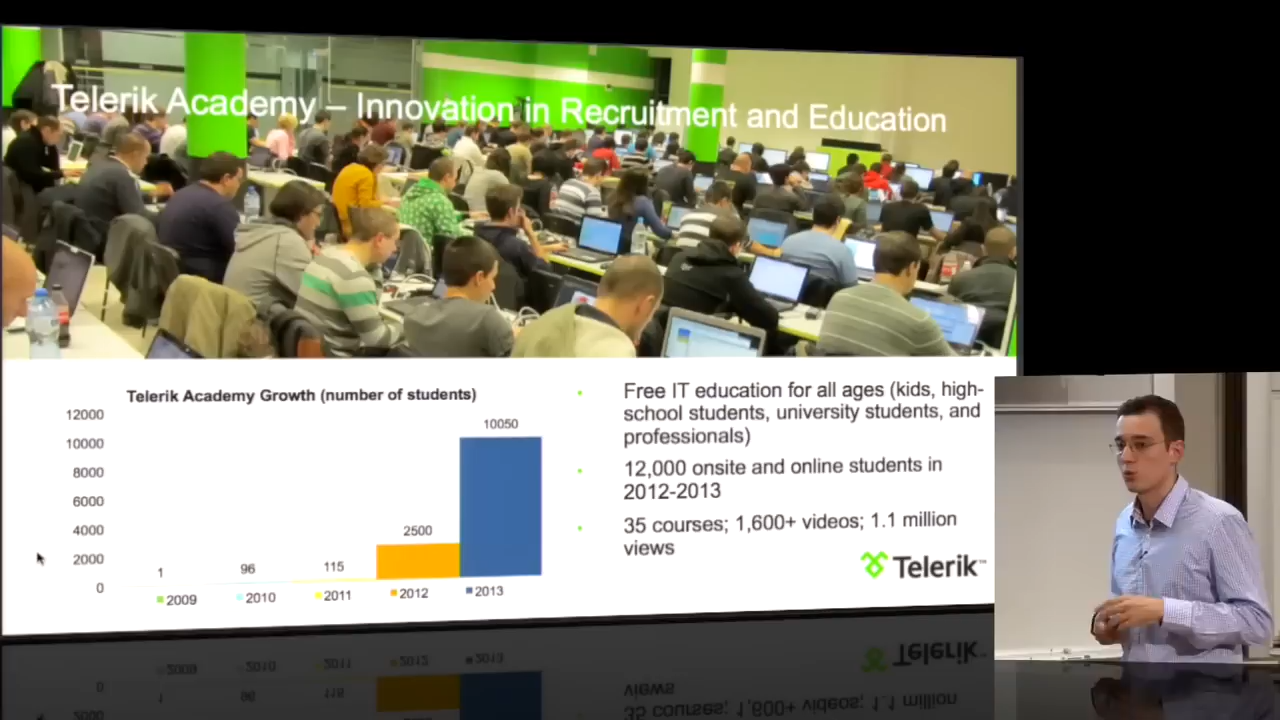 Telerik Academy – Innovation in Recruitment and Education
Telerik Academy Growth (number of students)
12000
10000
8000
6000
4000
2000
0
1
96
115
2500
10050
2009
2010
2011
2012
2013
Free IT education for all ages (kids, high-
school students, university students, and
professionals)
12,000 onsite and online students in
2012-2013
35 courses; 1,600+ videos; 1.1 million
views
Telerik™